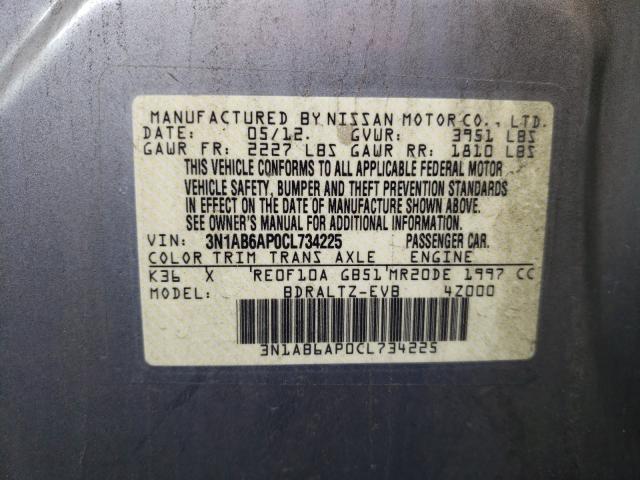 MANUFACTURED BY NISSAN MOTOR CO., LTD.
DATE: 05/12. GVWR: 3951 LBS
GAWR FR: 2227 LBS GAWR RR: 1810 LBS
THIS VEHICLE CONFORMS TO ALL APPLICABLE FEDERAL MOTOR
VEHICLE SAFETY, BUMPER AND THEFT PREVENTION STANDARDS
IN EFFECT ON THE DATE OF MANUFACTURE SHOWN ABOVE.
SEE OWNER'S MANUAL FOR ADDITIONAL INFORMATION.
VIN: 3N1AB6AP0CL734225 PASSENGER CAR.
COLOR TRIM TRANS AXLE ENGINE
K36 X RE0F10A GB51 MR20DE 1997 CC
MODEL: BDRALTZ-EVB 4Z000
3N1AB6AP0CL734225